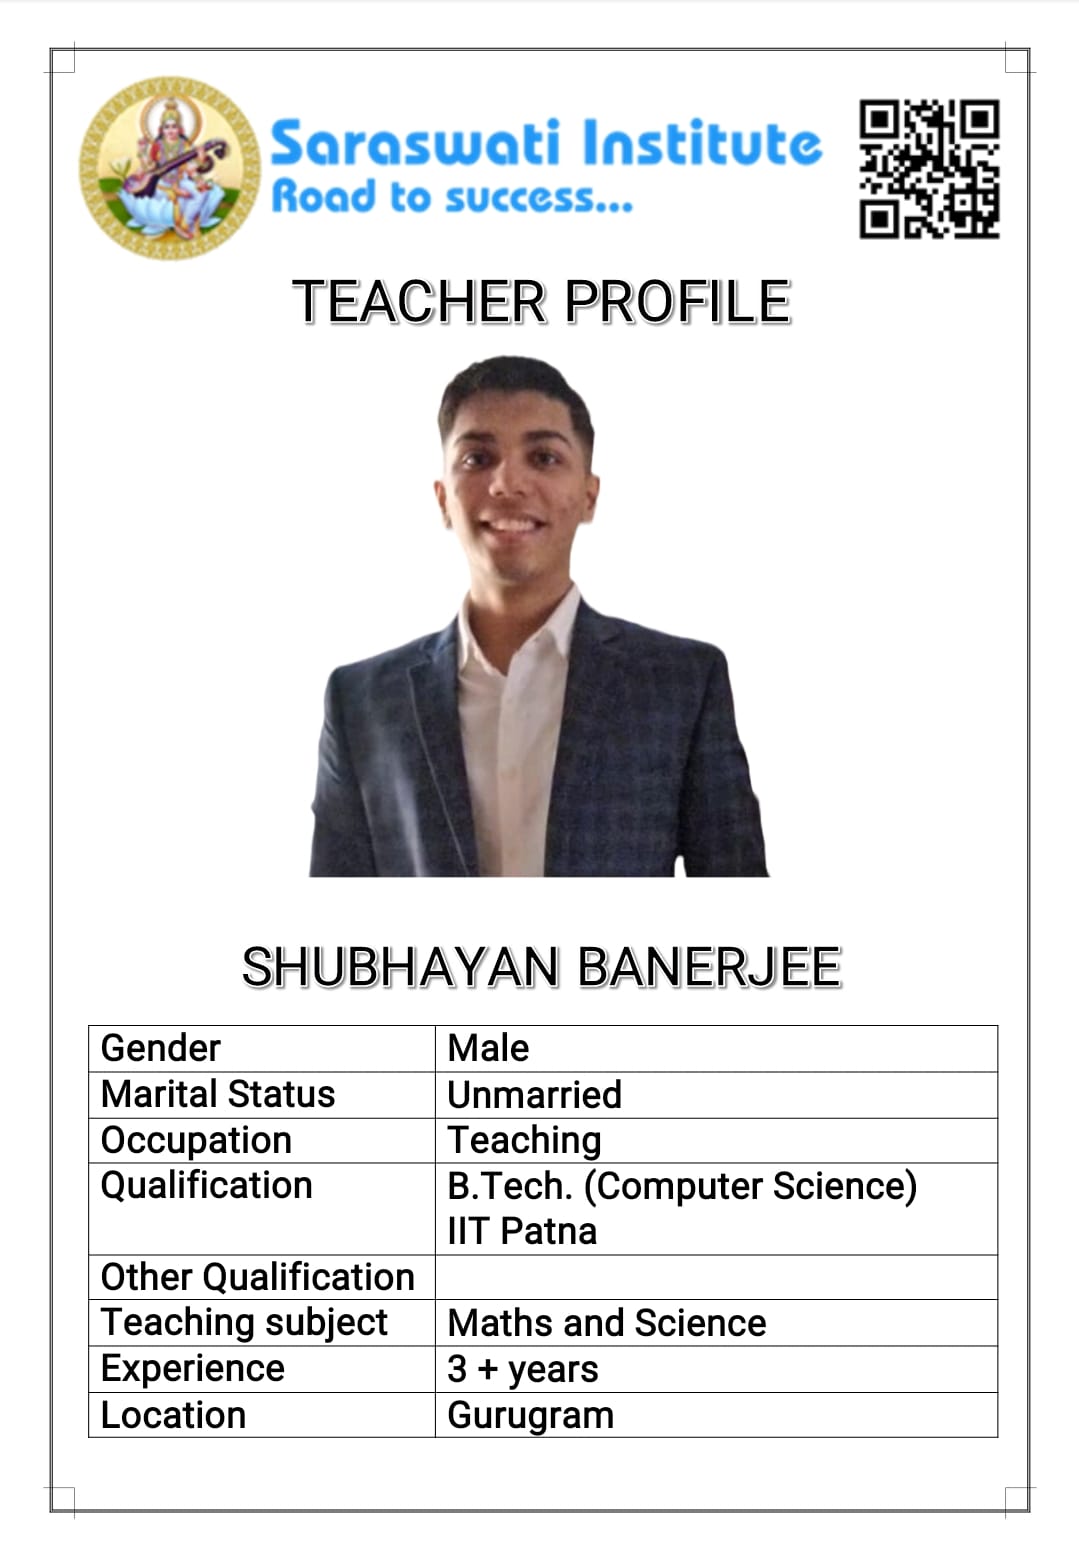 Saraswati Institute
Road to success...
TEACHER PROFILE
SHUBHAYAN BANERJEE
Gender Male
Marital Status Unmarried
Occupation Teaching
Qualification B.Tech. (Computer Science)
IIT Patna
Other Qualification
Teaching subject Maths and Science
Experience 3 + years
Location Gurugram